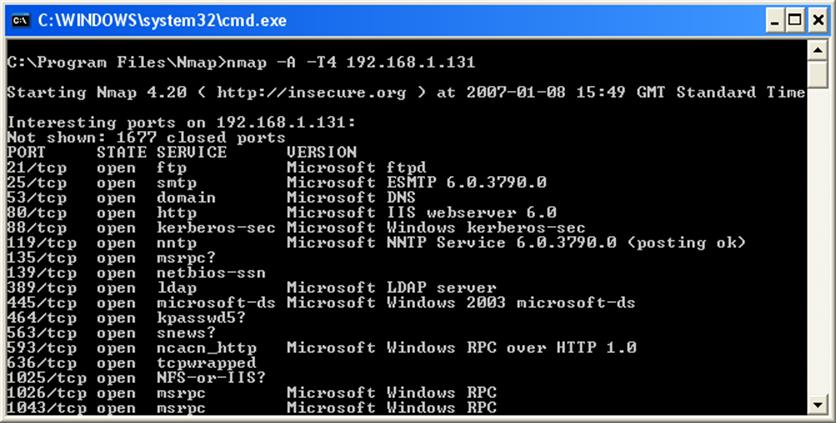 C:\WINDOWS\system32\cmd.exe
C:\Program Files\Nmap>nmap -A -T4 192.168.1.131
Starting Nmap 4.20 ( http://insecure.org ) at 2007-01-08 15:49 GMT Standard Time
Interesting ports on 192.168.1.131:
Not shown: 1677 closed ports
PORT STATE SERVICE VERSION
21/tcp open ftp Microsoft ftpd
25/tcp open smtp Microsoft ESMTP 6.0.3790.0
53/tcp open domain Microsoft DNS
80/tcp open http Microsoft IIS webserver 6.0
88/tcp open kerberos-sec Microsoft Windows kerberos-sec
119/tcp open nntp Microsoft NNTP Service 6.0.3790.0 (posting ok)
135/tcp open msrpc?
139/tcp open netbios-ssn
389/tcp open ldap Microsoft LDAP server
445/tcp open microsoft-ds Microsoft Windows 2003 microsoft-ds
464/tcp open kpasswd5?
563/tcp open snews?
593/tcp open ncacn_http Microsoft Windows RPC over HTTP 1.0
636/tcp open tcpwrapped
1025/tcp open NFS-or-IIS?
1026/tcp open msrpc Microsoft Windows RPC
1043/tcp open msrpc Microsoft Windows RPC